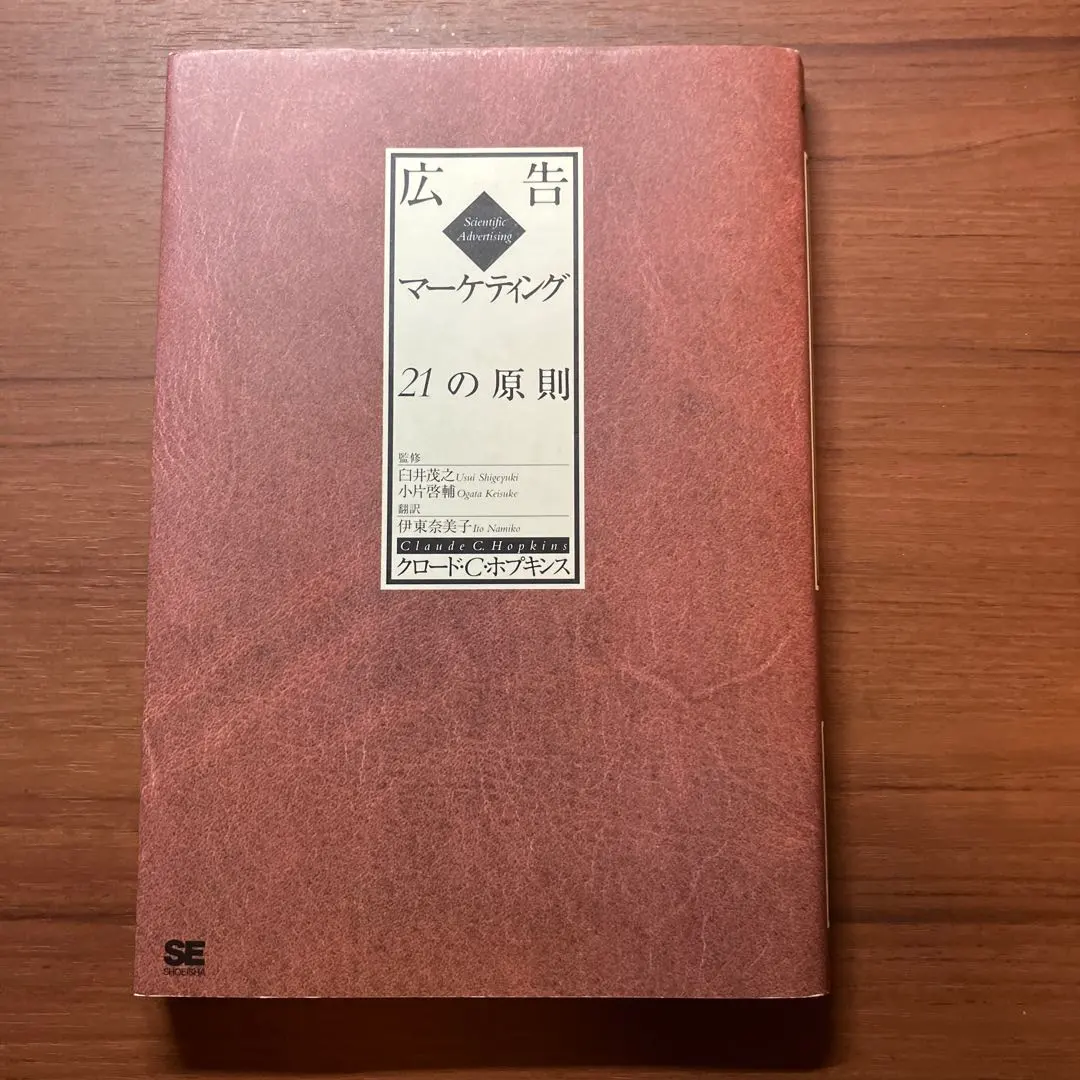 広告
Scientific
Advertising
マーケティング
21の原則
監修
臼井茂之 Usui Shigeyuki
小片啓輔 Ogata Keisuke
翻訳
伊東奈美子 Ito Namiko
Claude C. Hopkins
クロード・C・ホプキンス
SE
SHOEISHA